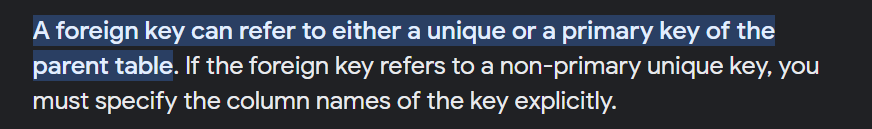 A foreign key can refer to either a unique or a primary key of the
parent table. If the foreign key refers to a non-primary unique key, you
must specify the column names of the key explicitly.